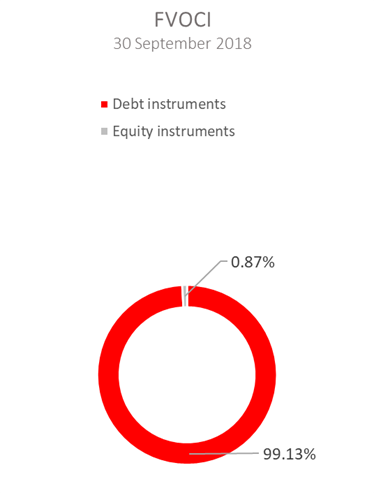 FVOCI
30 September 2018
Debt instruments
Equity instruments
0.87%
99.13%